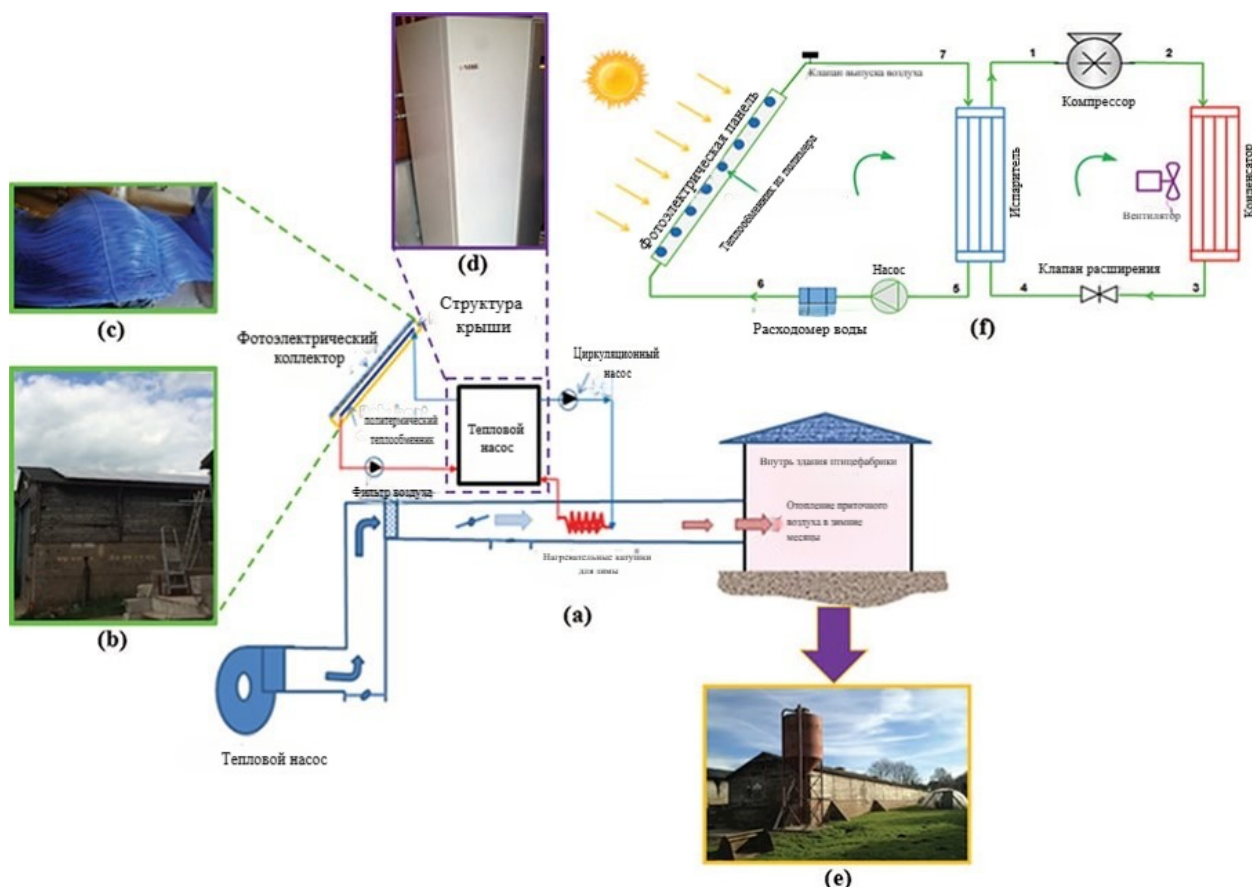 Клапан выпуска воздуха
7
1
2
Компрессор
Фотоэлектрическая панель
Теплообменник из полимера
Испаритель
Конденсатор
Вентилятор
Насос
Клапан расширения
6
5
4
3
Расходомер воды
(f)
(d)
(c)
Структура
крыши
Фотоэлектрический
коллектор
Циркуляционный
насос
политермический
теплообменник
Тепловой
насос
Фильтр воздуха
Внутрь здания птицефабрики
Отопление приточного
воздуха в зимние
месяцы
Нагревательные катушки
для зимы
(b)
(a)
Тепловой насос
(e)